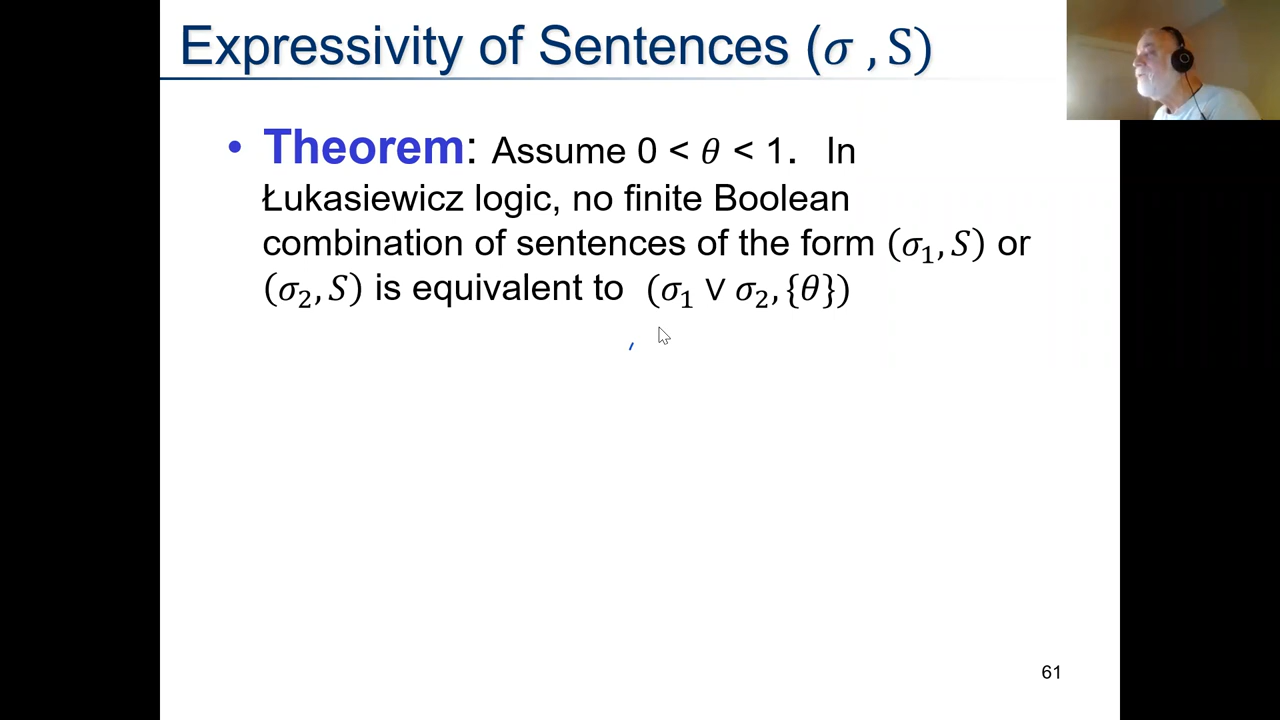 Expressivity of Sentences (𝜎 , S)
• Theorem: Assume 0 < 𝜃 < 1. In
Łukasiewicz logic, no finite Boolean
combination of sentences of the form (𝜎₁, 𝑆) or
(𝜎₂, 𝑆) is equivalent to (𝜎₁ ∨ 𝜎₂, {𝜃})
61